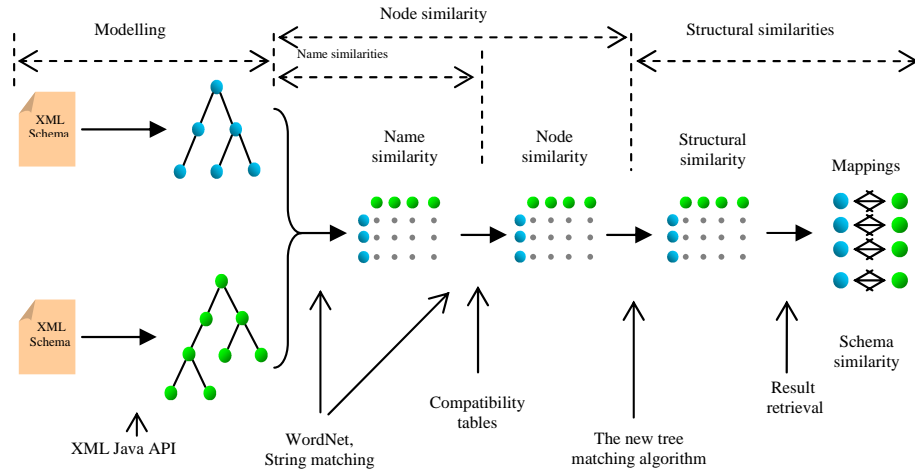 Node similarity
Modelling
Structural similarities
Name similarities
XML
Schema
Name
similarity
Node
similarity
Structural
similarity
Mappings
XML
Schema
Schema
similarity
Compatibility
tables
Result
retrieval
WordNet,
String matching
XML Java API
The new tree
matching algorithm